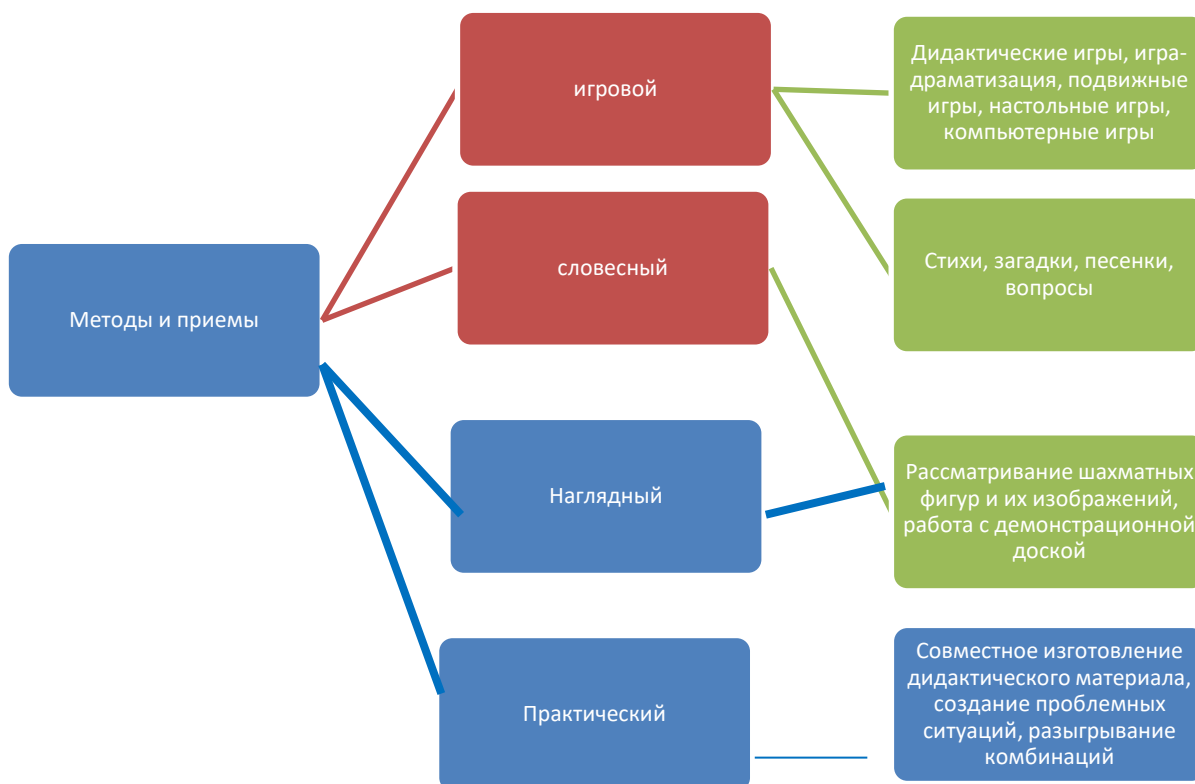 игровой
Дидактические игры, игра-
драматизация, подвижные
игры, настольные игры,
компьютерные игры
словесный
Стихи, загадки, песенки,
вопросы
Методы и приемы
Наглядный
Рассматривание шахматных
фигур и их изображений,
работа с демонстрационной
доской
Практический
Совместное изготовление
дидактического материала,
создание проблемных
ситуаций, разыгрывание
комбинаций